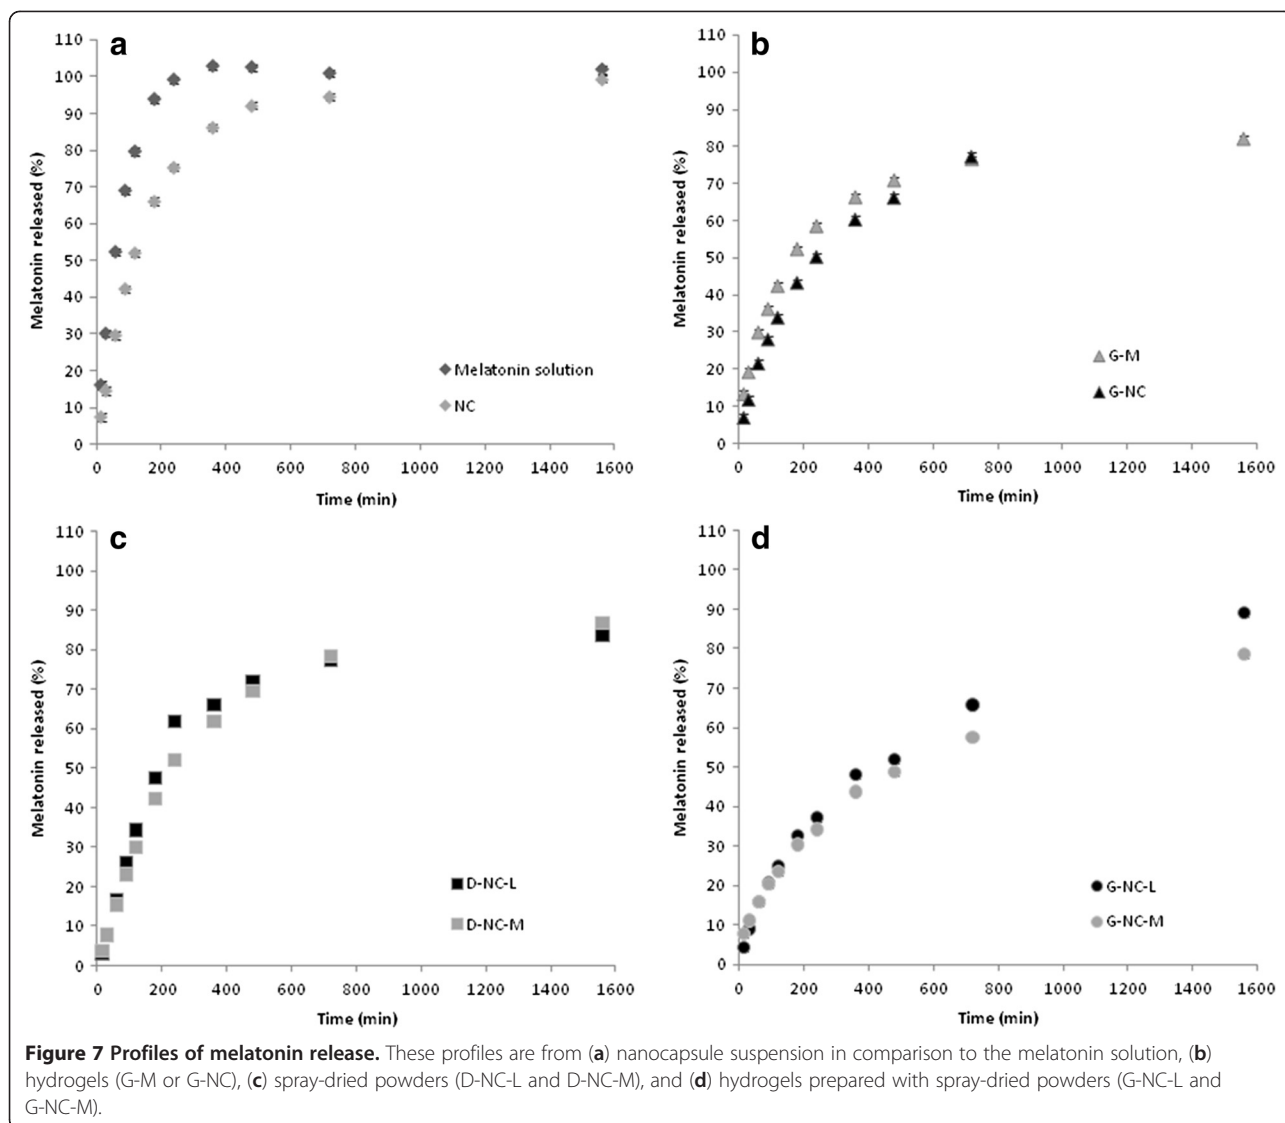 a
110
100
90
80
70
60
50
40
30
20
10
0
Melatonin released (%)
Melatonin solution
NC
0 200 400 600 800 1000 1200 1400 1600
Time (min)
b
110
100
90
80
70
60
50
40
30
20
10
0
Melatonin released (%)
G-M
G-NC
0 200 400 600 800 1000 1200 1400 1600
Time (min)
c
110
100
90
80
70
60
50
40
30
20
10
0
Melatonin released (%)
D-NC-L
D-NC-M
0 200 400 600 800 1000 1200 1400 1600
Time (min)
d
110
100
90
80
70
60
50
40
30
20
10
0
Melatonin released (%)
G-NC-L
G-NC-M
0 200 400 600 800 1000 1200 1400 1600
Time (min)
Figure 7 Profiles of melatonin release. These profiles are from (a) nanocapsule suspension in comparison to the melatonin solution, (b)
hydrogels (G-M or G-NC), (c) spray-dried powders (D-NC-L and D-NC-M), and (d) hydrogels prepared with spray-dried powders (G-NC-L and
G-NC-M).